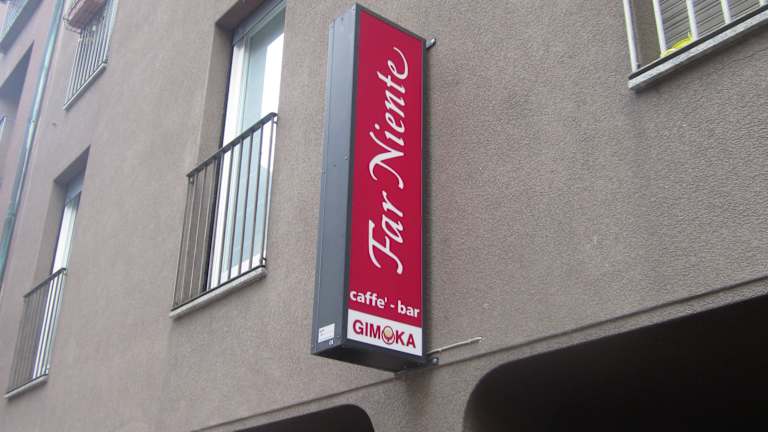 Far Niente
caffe' - bar
GIMOKA